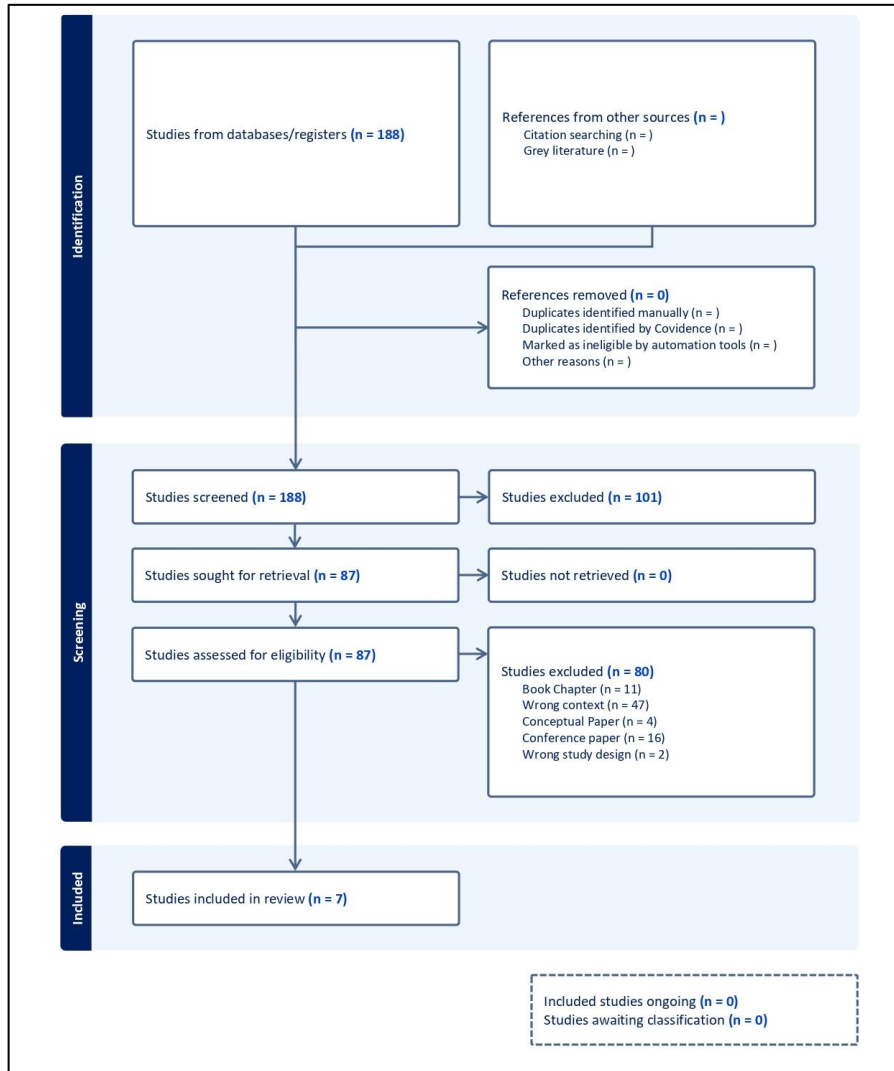 Identification
Studies from databases/registers (n = 188)
References from other sources (n = )
Citation searching (n = )
Grey literature (n = )
References removed (n = 0)
Duplicates identified manually (n = )
Duplicates identified by Covidence (n = )
Marked as ineligible by automation tools (n = )
Other reasons (n = )
Screening
Studies screened (n = 188)
Studies excluded (n = 101)
Studies sought for retrieval (n = 87)
Studies not retrieved (n = 0)
Studies assessed for eligibility (n = 87)
Studies excluded (n = 80)
Book Chapter (n = 11)
Wrong context (n = 47)
Conceptual Paper (n = 4)
Conference paper (n = 16)
Wrong study design (n = 2)
Included
Studies included in review (n = 7)
Included studies ongoing (n = 0)
Studies awaiting classification (n = 0)